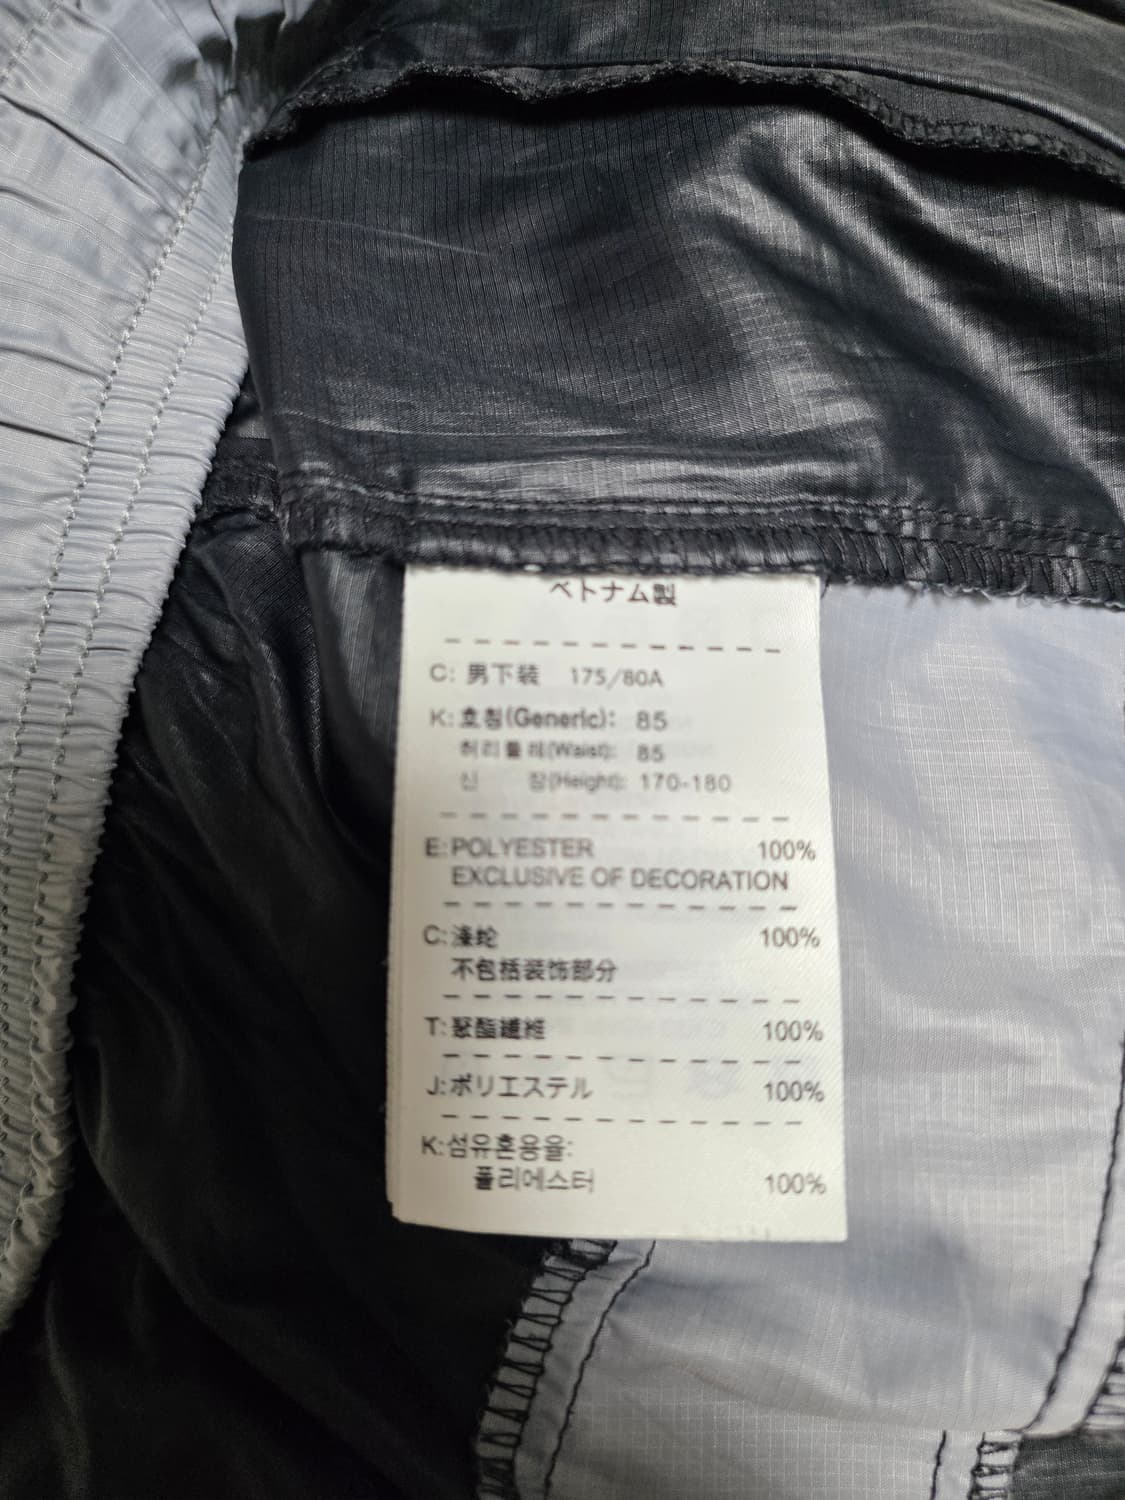 ベトナム製
C: 男下装 175/80A
K: 호칭(Generic): 85
허리둘레(Waist): 85
신 장(Height): 170-180
E: POLYESTER 100%
EXCLUSIVE OF DECORATION
C: 涤纶 100%
不包括装饰部分
T: 聚酯纖維 100%
J: ポリエステル 100%
K: 섬유혼용율:
폴리에스터 100%